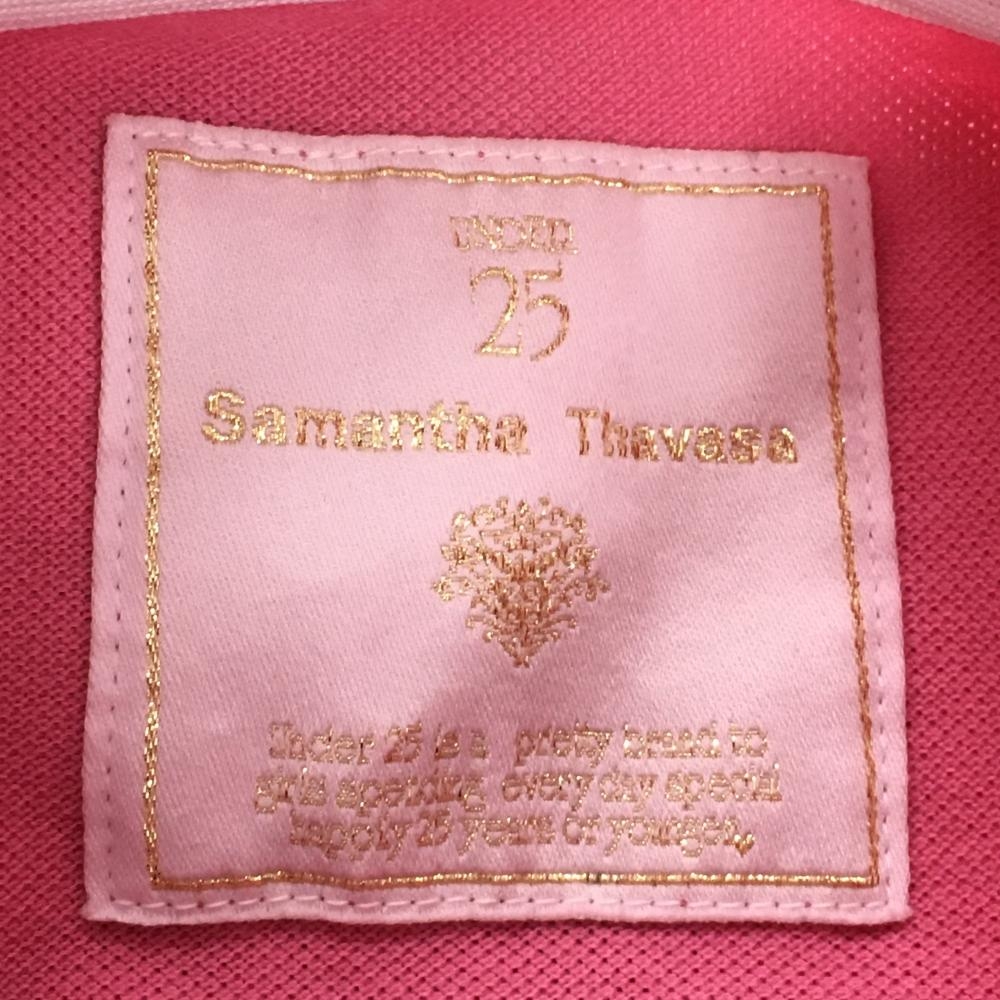 UNDER
25
Samantha Thavasa
Under 25 is a pretty brand to
girls spending every day special
happily 25 years or younger